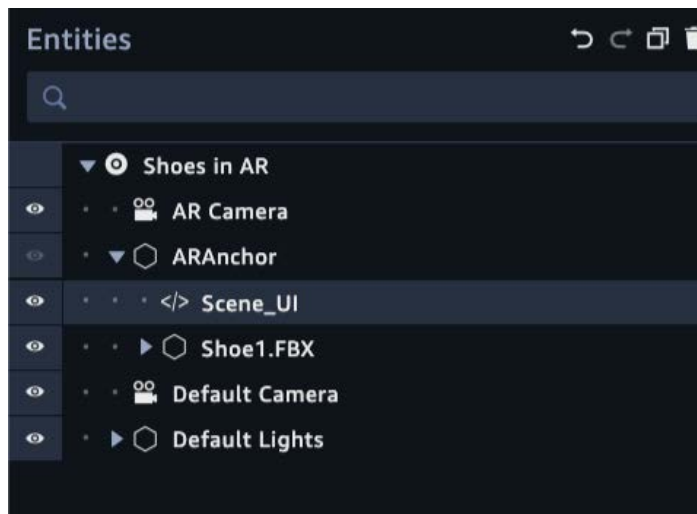 Entities
Shoes in AR
AR Camera
ARAnchor
</> Scene_UI
Shoe1.FBX
Default Camera
Default Lights